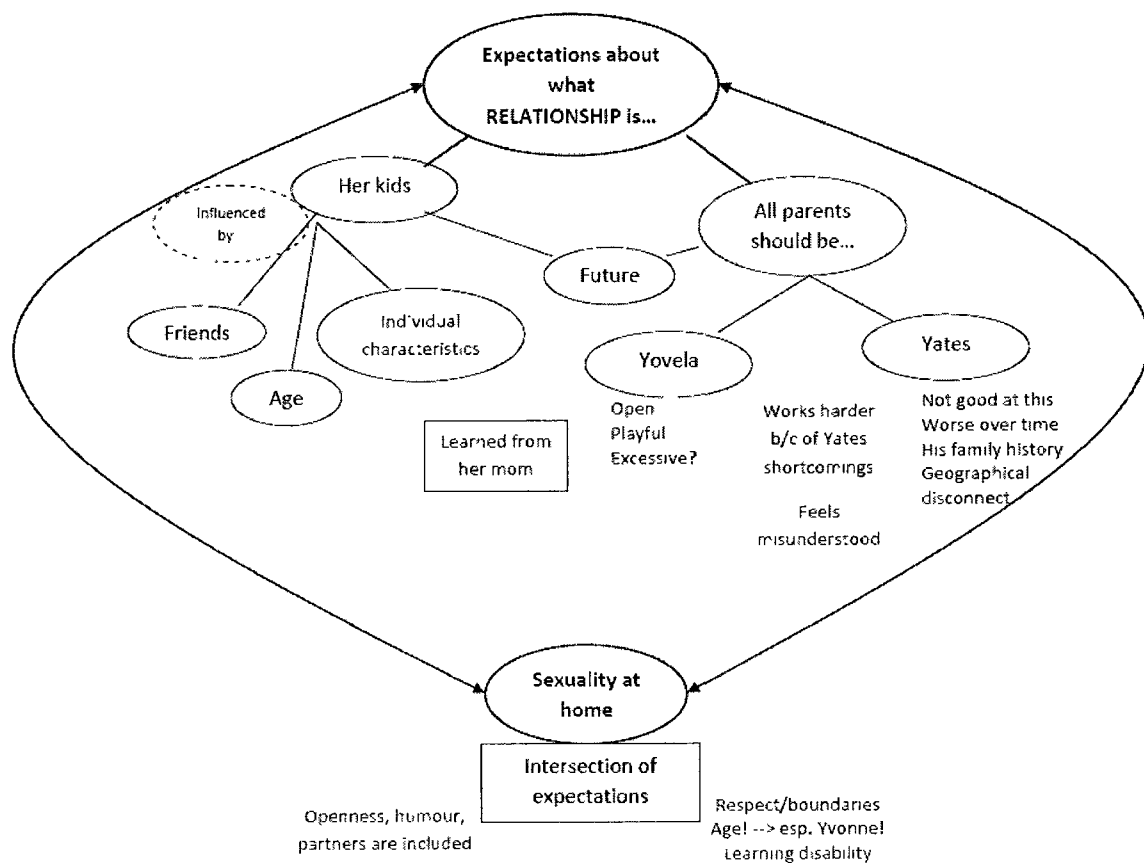 Expectations about
what
RELATIONSHIP is...
Her kids
Influenced
by
All parents
should be...
Future
Friends
Individual
characteristics
Age
Yovela
Yates
Learned from
her mom
Open
Playful
Excessive?
Works harder
b/c of Yates
shortcomings
Feels
misunderstood
Not good at this
Worse over time
His family history
Geographical
disconnect
Sexuality at
home
Intersection of
expectations
Openness, humour,
partners are included
Respect/boundaries
Age! --> esp. Yvonne!
Learning disability